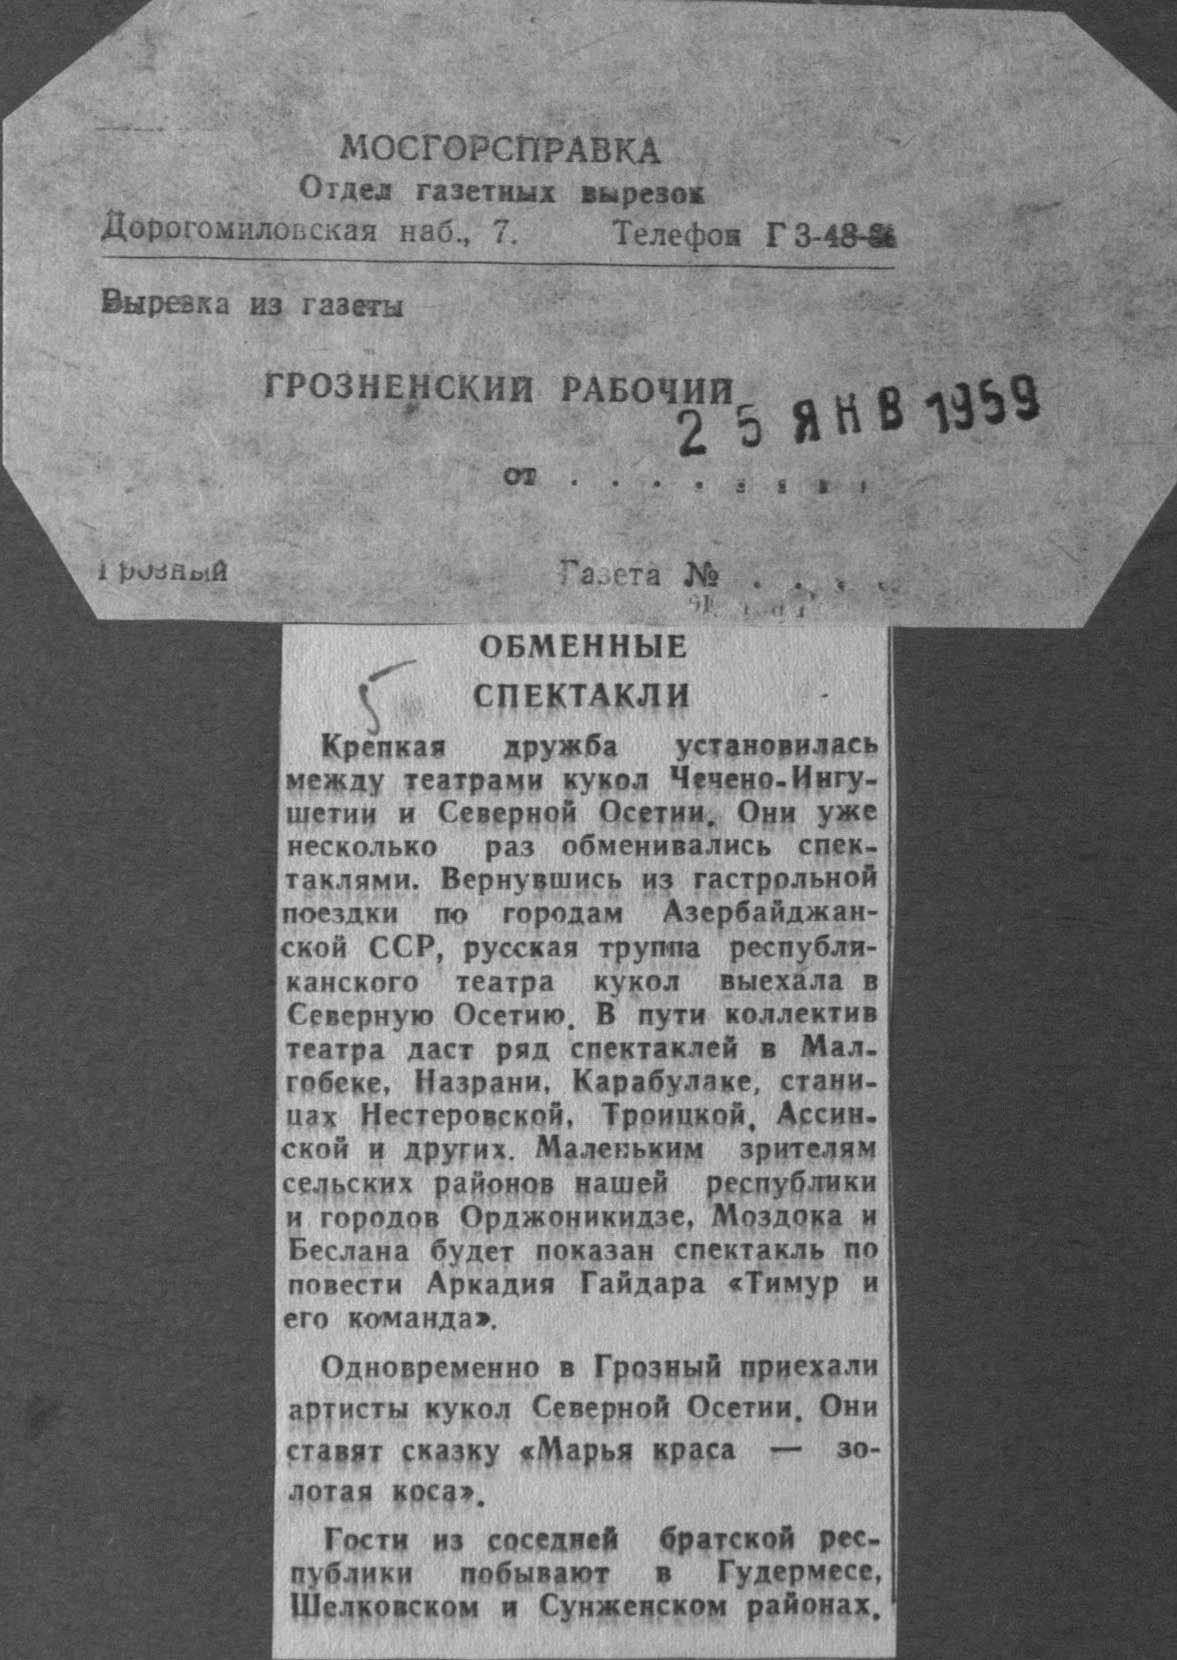 МОСГОРСПРАВКА
Отдел газетных вырезок
Дорогомиловская наб., 7. Телефон Г 3-48-
Вырезка из газеты
ГРОЗНЕНСКИЙ РАБОЧИЙ
25 ЯНВ 1959
от . . . . . . . .
Грозный Газета № . . . .
ОБМЕННЫЕ
5
СПЕКТАКЛИ
Крепкая дружба установилась
между театрами кукол Чечено-Ингу-
шетии и Северной Осетии. Они уже
несколько раз обменивались спек-
таклями. Вернувшись из гастрольной
поездки по городам Азербайджан-
ской ССР, русская труппа республи-
канского театра кукол выехала в
Северную Осетию. В пути коллектив
театра даст ряд спектаклей в Мал-
гобеке, Назрани, Карабулаке, стани-
цах Нестеровской, Троицкой, Ассин-
ской и других. Маленьким зрителям
сельских районов нашей республики
и городов Орджоникидзе, Моздока и
Беслана будет показан спектакль по
повести Аркадия Гайдара «Тимур и
его команда».
Одновременно в Грозный приехали
артисты кукол Северной Осетии. Они
ставят сказку «Марья краса — зо-
лотая коса».
Гости из соседней братской рес-
публики побывают в Гудермесе,
Шелковском и Сунженском районах.